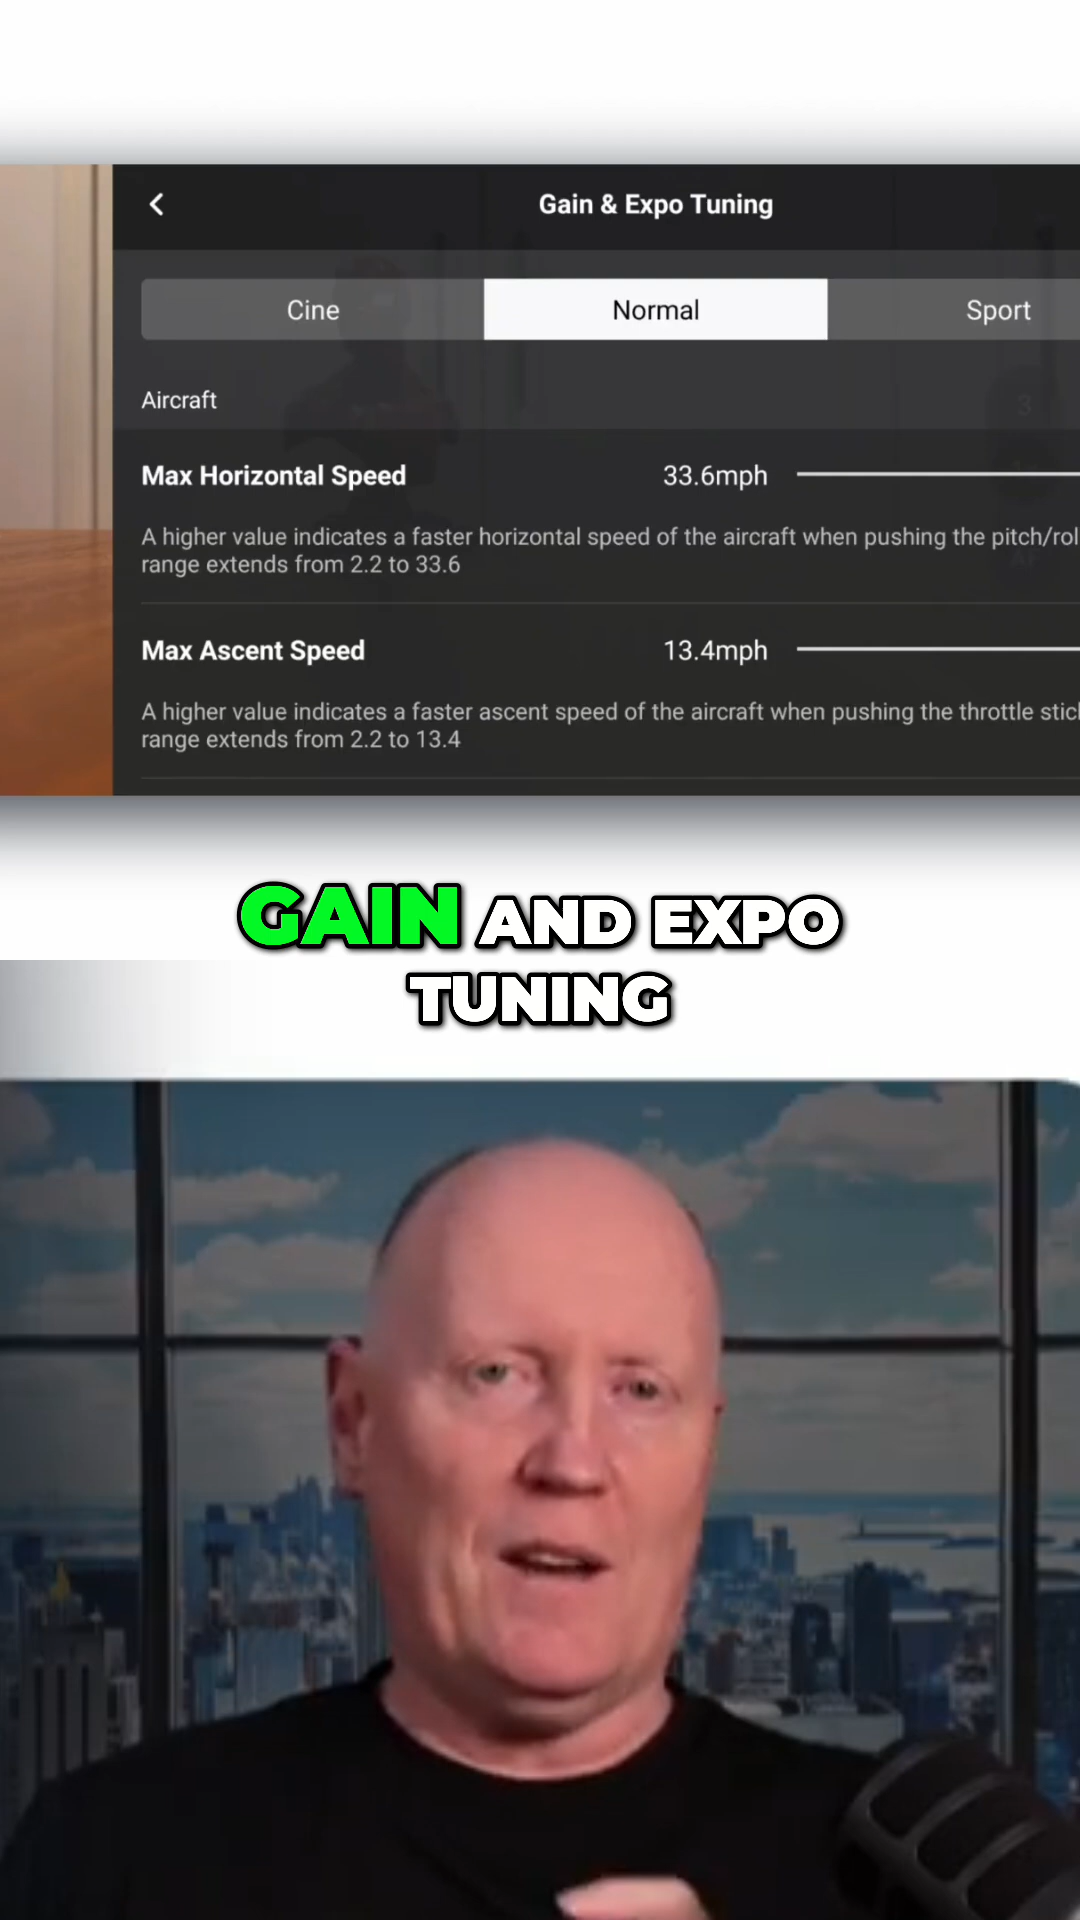 Gain & Expo Tuning
Cine Normal Sport
Aircraft
Max Horizontal Speed 33.6mph
A higher value indicates a faster horizontal speed of the aircraft when pushing the pitch/rol
range extends from 2.2 to 33.6
Max Ascent Speed 13.4mph
A higher value indicates a faster ascent speed of the aircraft when pushing the throttle stic
range extends from 2.2 to 13.4
GAIN AND EXPO
TUNING